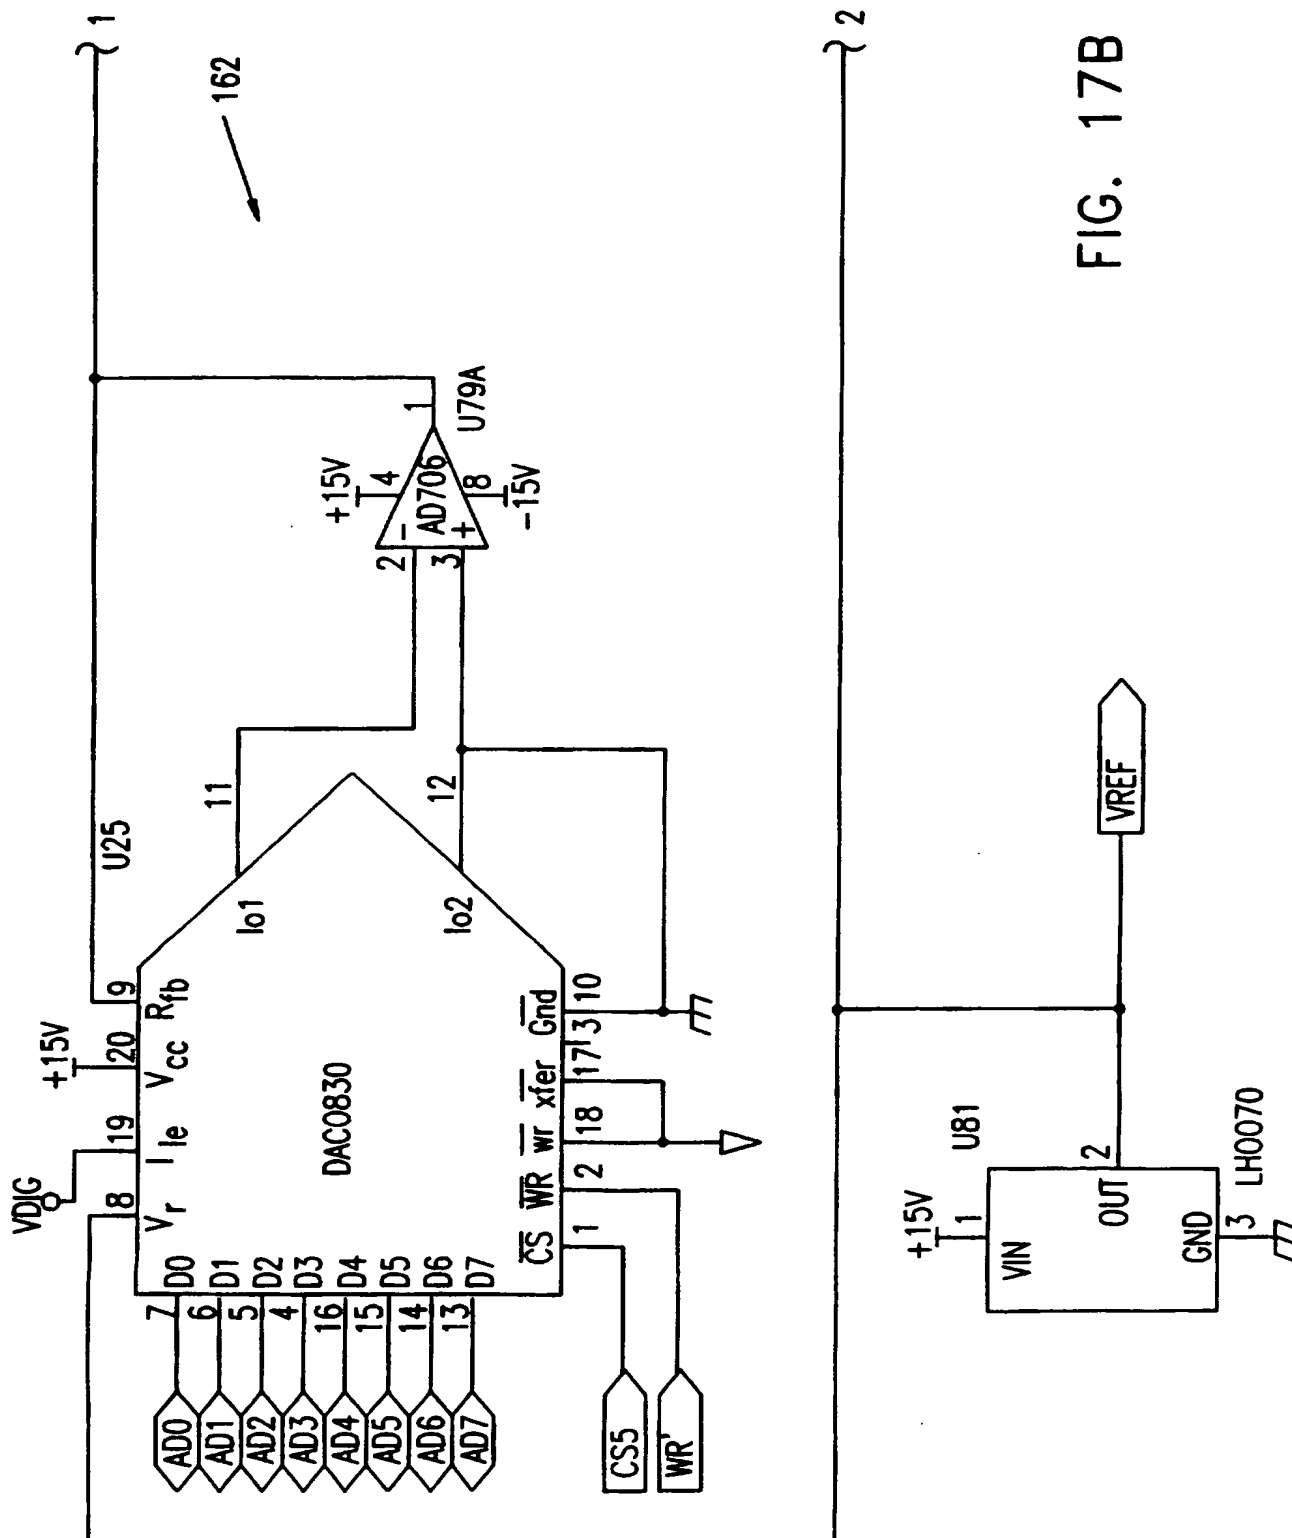 1
162
U25
+15V
VDIG
8
19
20
9
Vr
Ile
Vcc
Rfb
AD0
7
D0
AD1
6
D1
AD2
5
D2
AD3
4
D3
AD4
16
D4
AD5
15
D5
AD6
14
D6
AD7
13
D7
DAC0830
Io1
11
Io2
12
CS
WR
wr
xfer
Gnd
1
2
18
17
3
10
CS5
WR'
+15V
4
2
-
AD706
1
U79A
3
+
8
-15V
2
+15V
1
U81
VIN
OUT
2
GND
3
LH0070
VREF
FIG. 17B